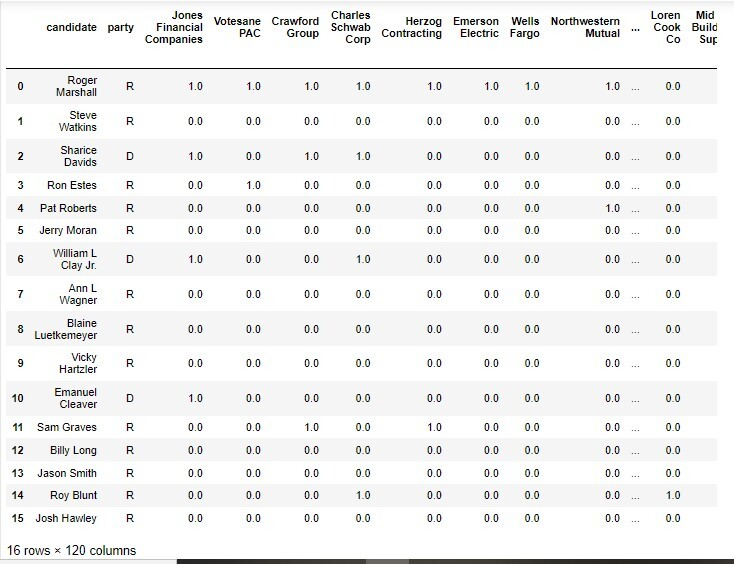 candidate party Jones Financial Companies Votesane PAC Crawford Group Charles Schwab Corp Herzog Contracting Emerson Electric Wells Fargo Northwestern Mutual ... Loren Cook Co Mid Build Sup
0 Roger Marshall R 1.0 1.0 1.0 1.0 1.0 1.0 1.0 1.0 ... 0.0
1 Steve Watkins R 0.0 0.0 0.0 0.0 0.0 0.0 0.0 0.0 ... 0.0
2 Sharice Davids D 1.0 0.0 1.0 1.0 0.0 0.0 0.0 0.0 ... 0.0
3 Ron Estes R 0.0 1.0 0.0 0.0 0.0 0.0 0.0 0.0 ... 0.0
4 Pat Roberts R 0.0 0.0 0.0 0.0 0.0 0.0 0.0 1.0 ... 0.0
5 Jerry Moran R 0.0 0.0 0.0 0.0 0.0 0.0 0.0 0.0 ... 0.0
6 William L Clay Jr. D 1.0 0.0 0.0 1.0 0.0 0.0 0.0 0.0 ... 0.0
7 Ann L Wagner R 0.0 0.0 0.0 0.0 0.0 0.0 0.0 0.0 ... 0.0
8 Blaine Luetkemeyer R 0.0 0.0 0.0 0.0 0.0 0.0 0.0 0.0 ... 0.0
9 Vicky Hartzler R 0.0 0.0 0.0 0.0 0.0 0.0 0.0 0.0 ... 0.0
10 Emanuel Cleaver D 1.0 0.0 0.0 0.0 0.0 0.0 0.0 0.0 ... 0.0
11 Sam Graves R 0.0 0.0 1.0 0.0 1.0 0.0 0.0 0.0 ... 0.0
12 Billy Long R 0.0 0.0 0.0 0.0 0.0 0.0 0.0 0.0 ... 0.0
13 Jason Smith R 0.0 0.0 0.0 0.0 0.0 0.0 0.0 0.0 ... 0.0
14 Roy Blunt R 0.0 0.0 0.0 1.0 0.0 0.0 0.0 0.0 ... 1.0
15 Josh Hawley R 0.0 0.0 0.0 0.0 0.0 0.0 0.0 0.0 ... 0.0
16 rows × 120 columns